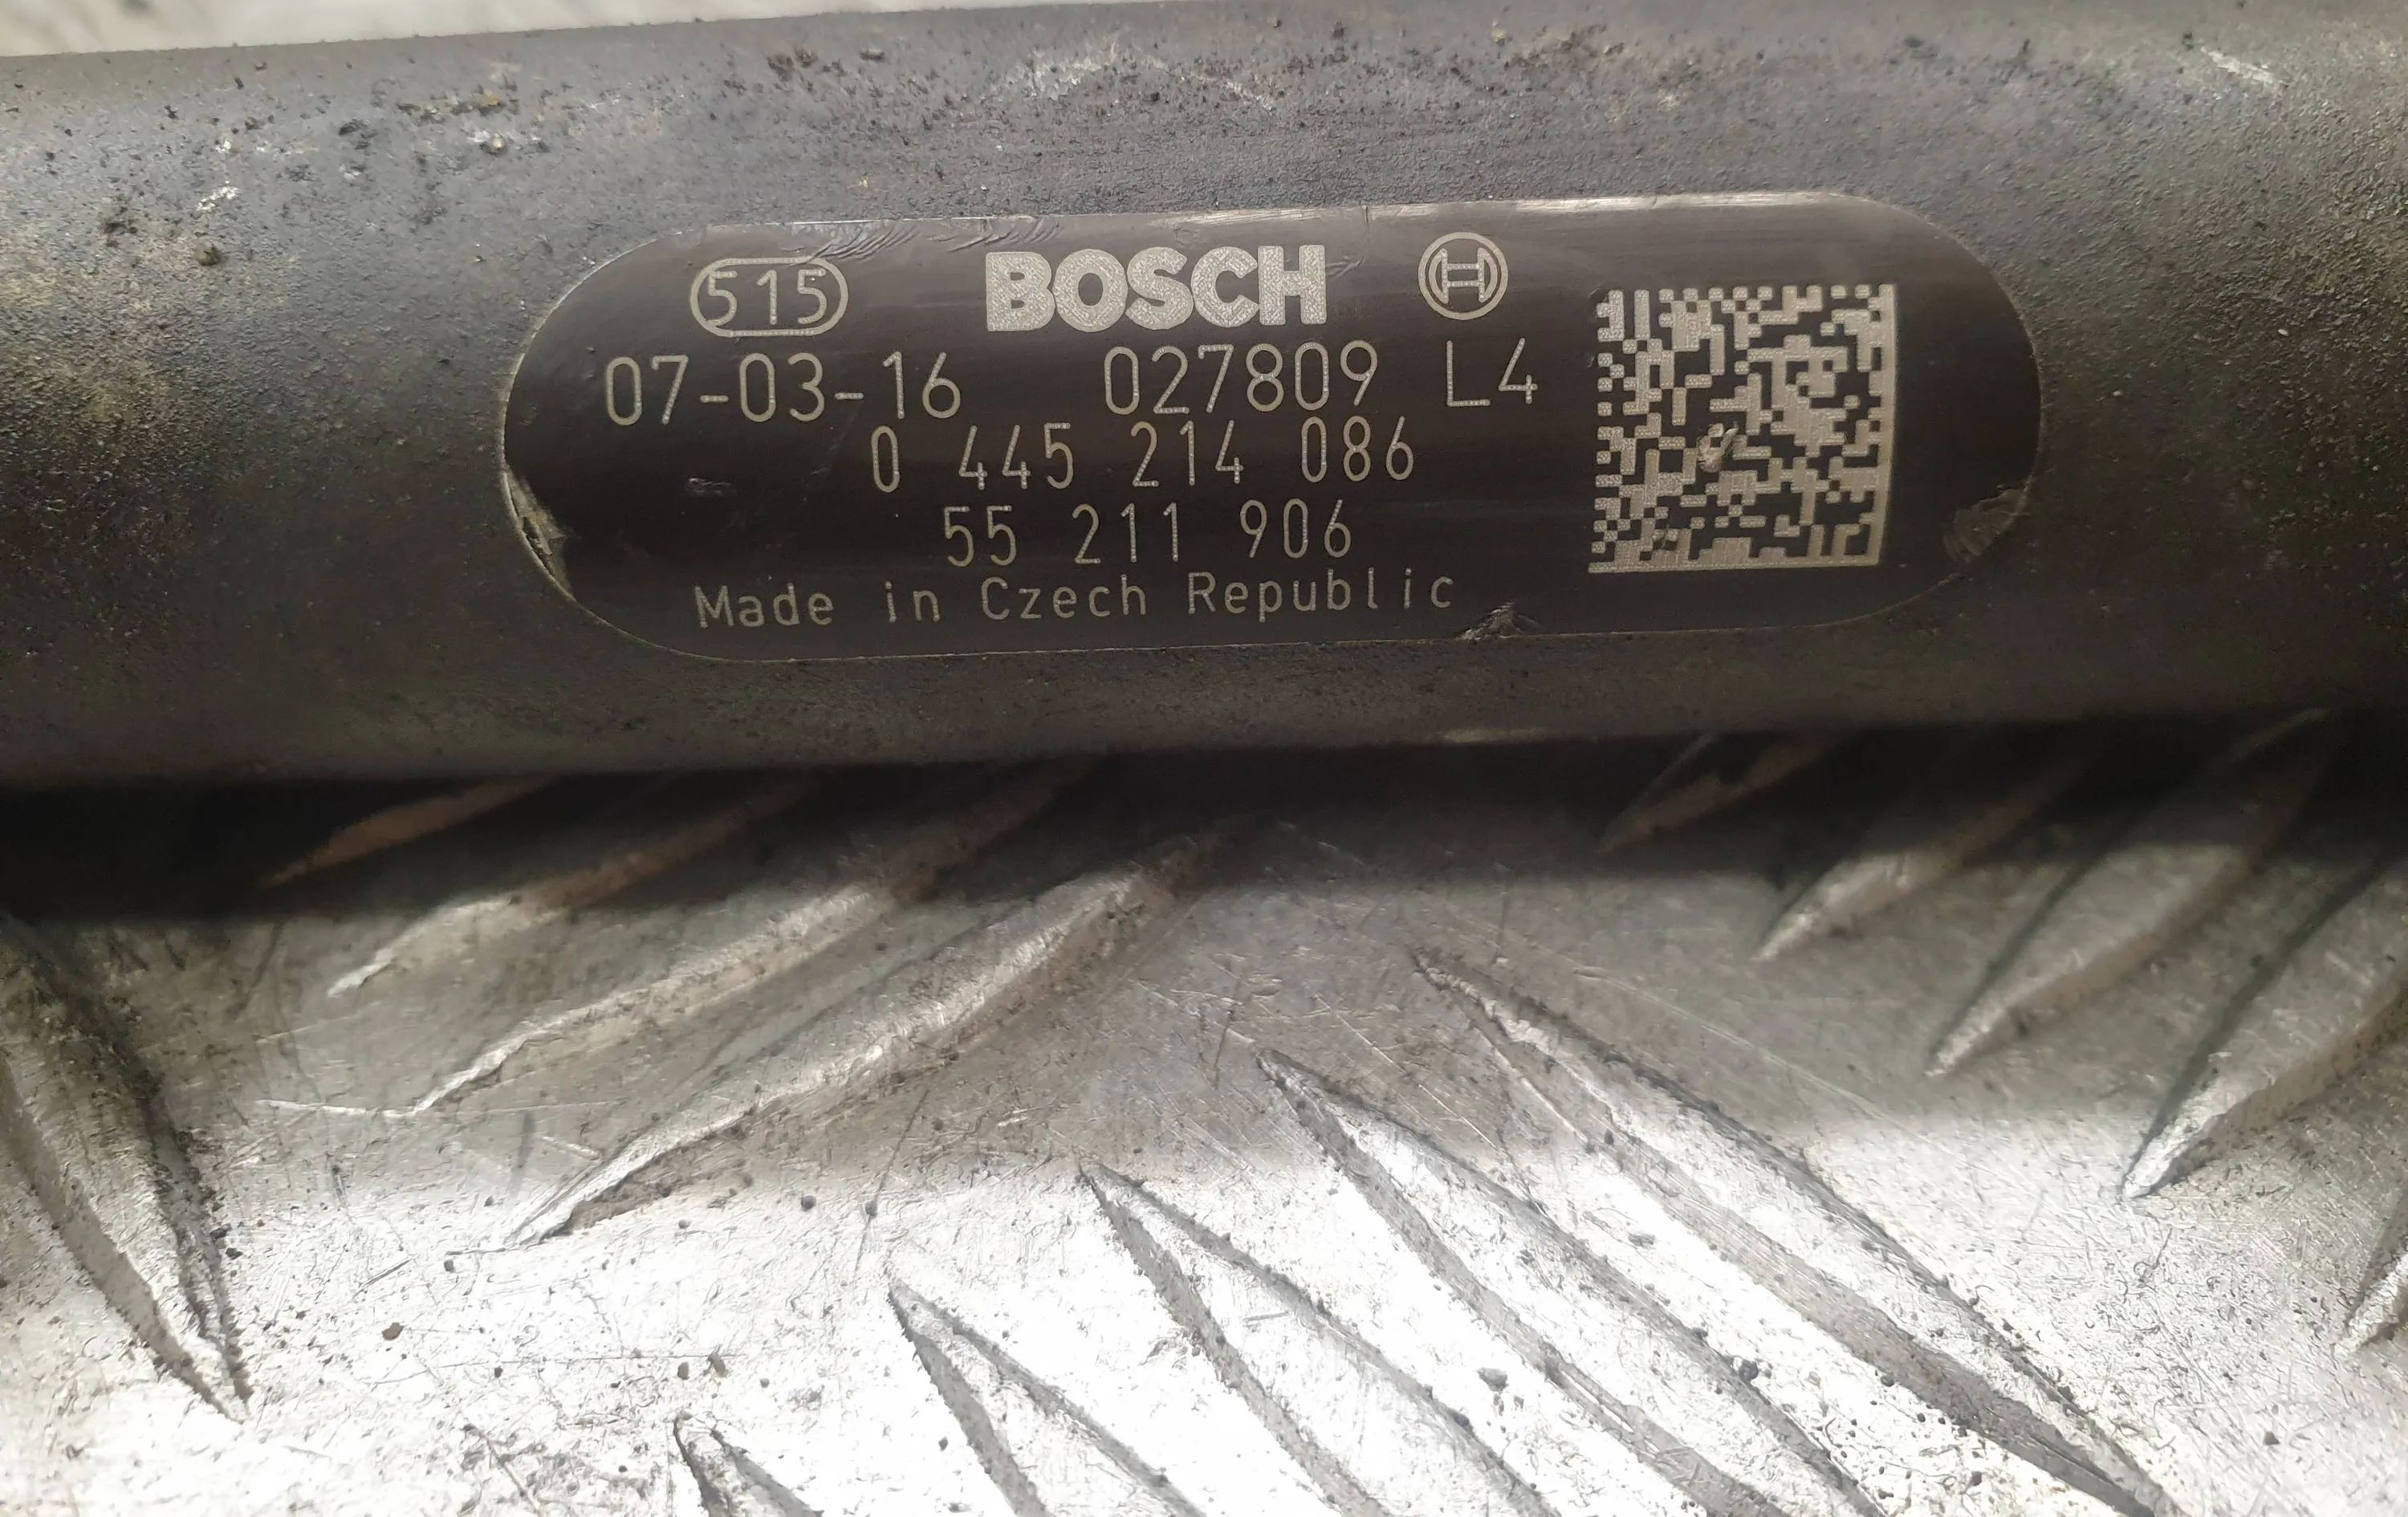 515 BOSCH
07-03-16 027809 L4
0 445 214 086
55 211 906
Made in Czech Republic